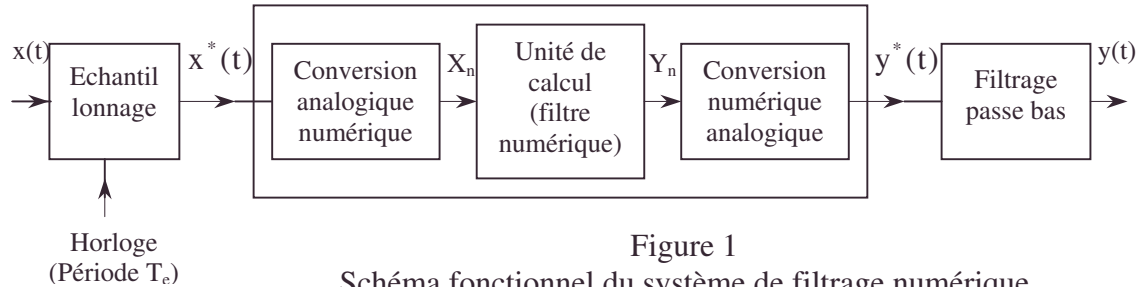 x(t)
Echantil
lonnage
x*(t)
Conversion
analogique
numérique
Xn
Unité de
calcul
(filtre
numérique)
Yn
Conversion
numérique
analogique
y*(t)
Filtrage
passe bas
y(t)
Horloge
(Période Te)
Figure 1
Schéma fonctionnel du système de filtrage numérique